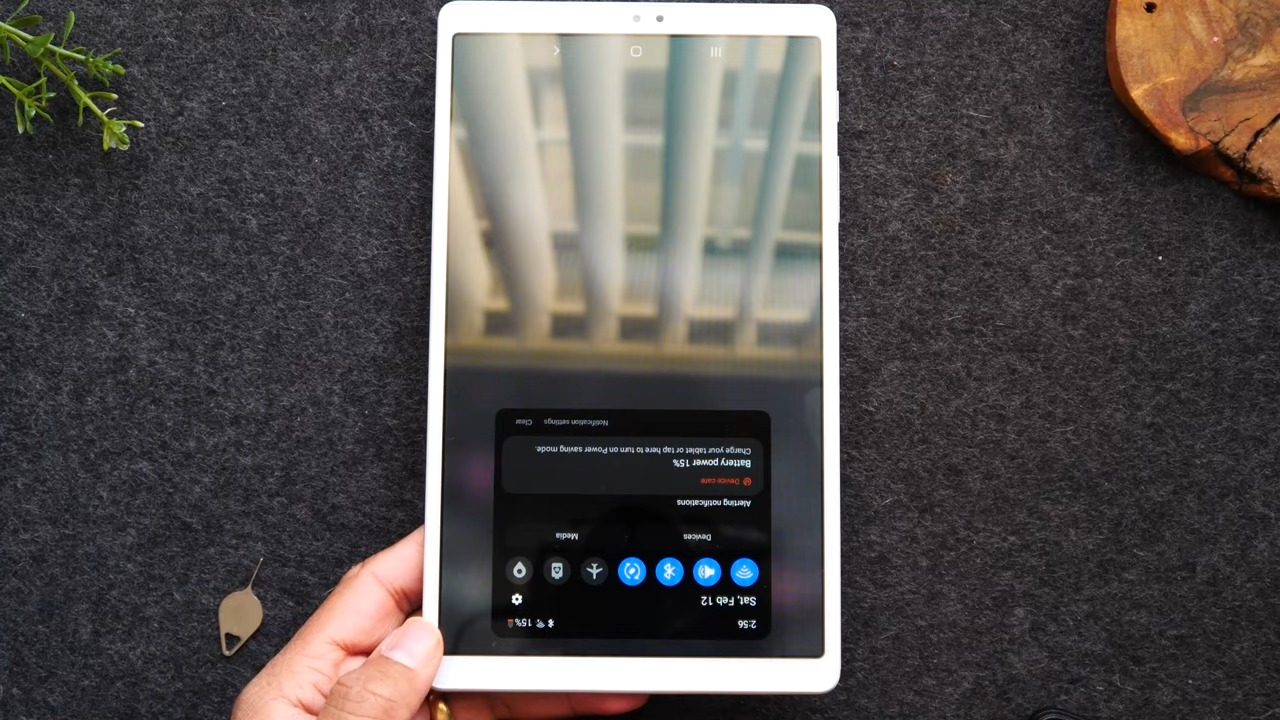 2:56 15%
Sat, Feb 12
Devices Media
Alerting notifications
Device care
Battery power 15%
Charge your tablet or tap here to turn on Power saving mode.
Notification settings Clear